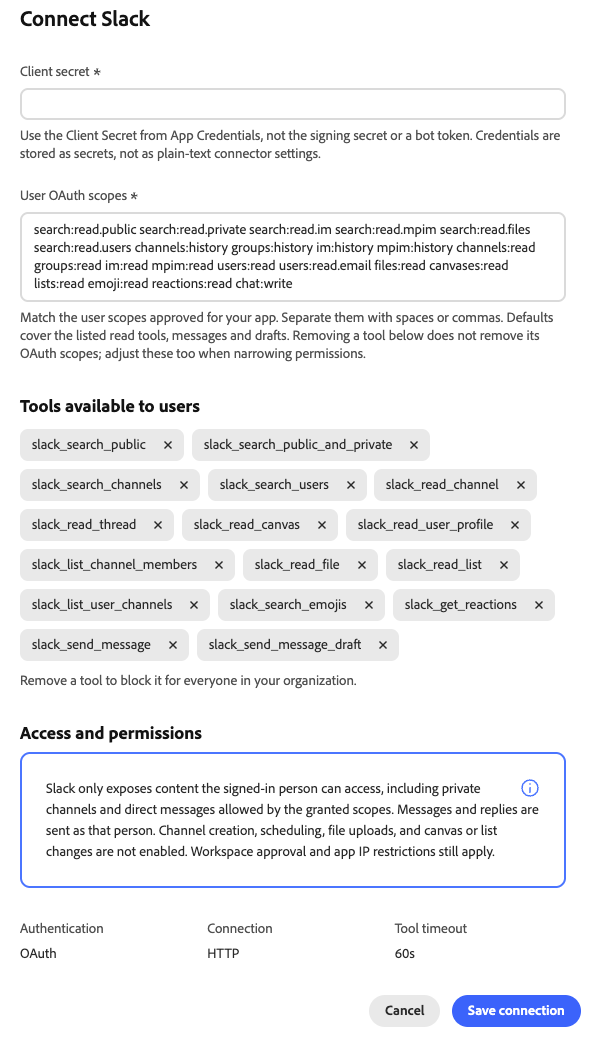 Connect Slack
Client secret *
Use the Client Secret from App Credentials, not the signing secret or a bot token. Credentials are
stored as secrets, not as plain-text connector settings.
User OAuth scopes *
search:read.public search:read.private search:read.im search:read.mpim search:read.files
search:read.users channels:history groups:history im:history mpim:history channels:read
groups:read im:read mpim:read users:read users:read.email files:read canvases:read
lists:read emoji:read reactions:read chat:write
Match the user scopes approved for your app. Separate them with spaces or commas. Defaults
cover the listed read tools, messages and drafts. Removing a tool below does not remove its
OAuth scopes; adjust these too when narrowing permissions.
Tools available to users
slack_search_public × slack_search_public_and_private ×
slack_search_channels × slack_search_users × slack_read_channel ×
slack_read_thread × slack_read_canvas × slack_read_user_profile ×
slack_list_channel_members × slack_read_file × slack_read_list ×
slack_list_user_channels × slack_search_emojis × slack_get_reactions ×
slack_send_message × slack_send_message_draft ×
Remove a tool to block it for everyone in your organization.
Access and permissions
Slack only exposes content the signed-in person can access, including private
channels and direct messages allowed by the granted scopes. Messages and replies are
sent as that person. Channel creation, scheduling, file uploads, and canvas or list
changes are not enabled. Workspace approval and app IP restrictions still apply.
Authentication Connection Tool timeout
OAuth HTTP 60s
Cancel Save connection